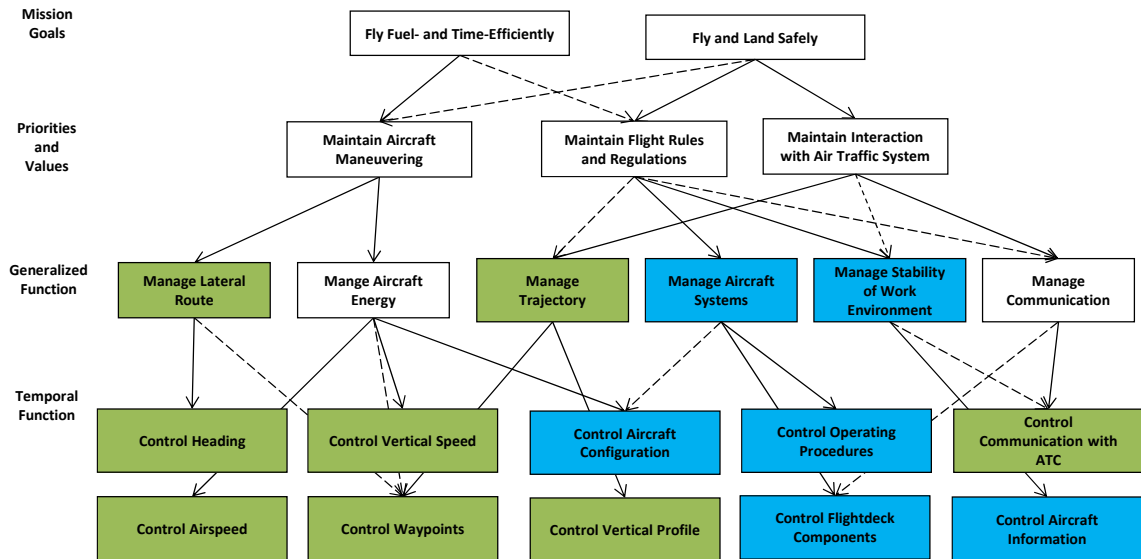 Mission
Goals
Fly Fuel- and Time-Efficiently
Fly and Land Safely
Priorities
and
Values
Maintain Aircraft
Maneuvering
Maintain Flight Rules
and Regulations
Maintain Interaction
with Air Traffic System
Generalized
Function
Manage Lateral
Route
Mange Aircraft
Energy
Manage
Trajectory
Manage Aircraft
Systems
Manage Stability
of Work
Environment
Manage
Communication
Temporal
Function
Control Heading
Control Vertical Speed
Control Aircraft
Configuration
Control Operating
Procedures
Control
Communication with
ATC
Control Airspeed
Control Waypoints
Control Vertical Profile
Control Flightdeck
Components
Control Aircraft
Information